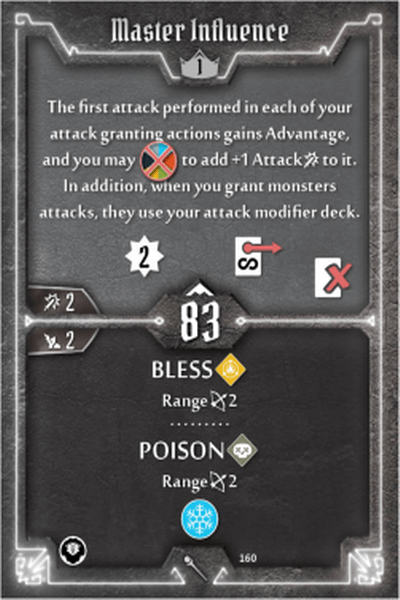 Master Influence
1
The first attack performed in each of your
attack granting actions gains Advantage,
and you may to add +1 Attack to it.
In addition, when you grant monsters
attacks, they use your attack modifier deck.
2
S
2
83
2
BLESS
Range 2
POISON
Range 2
160